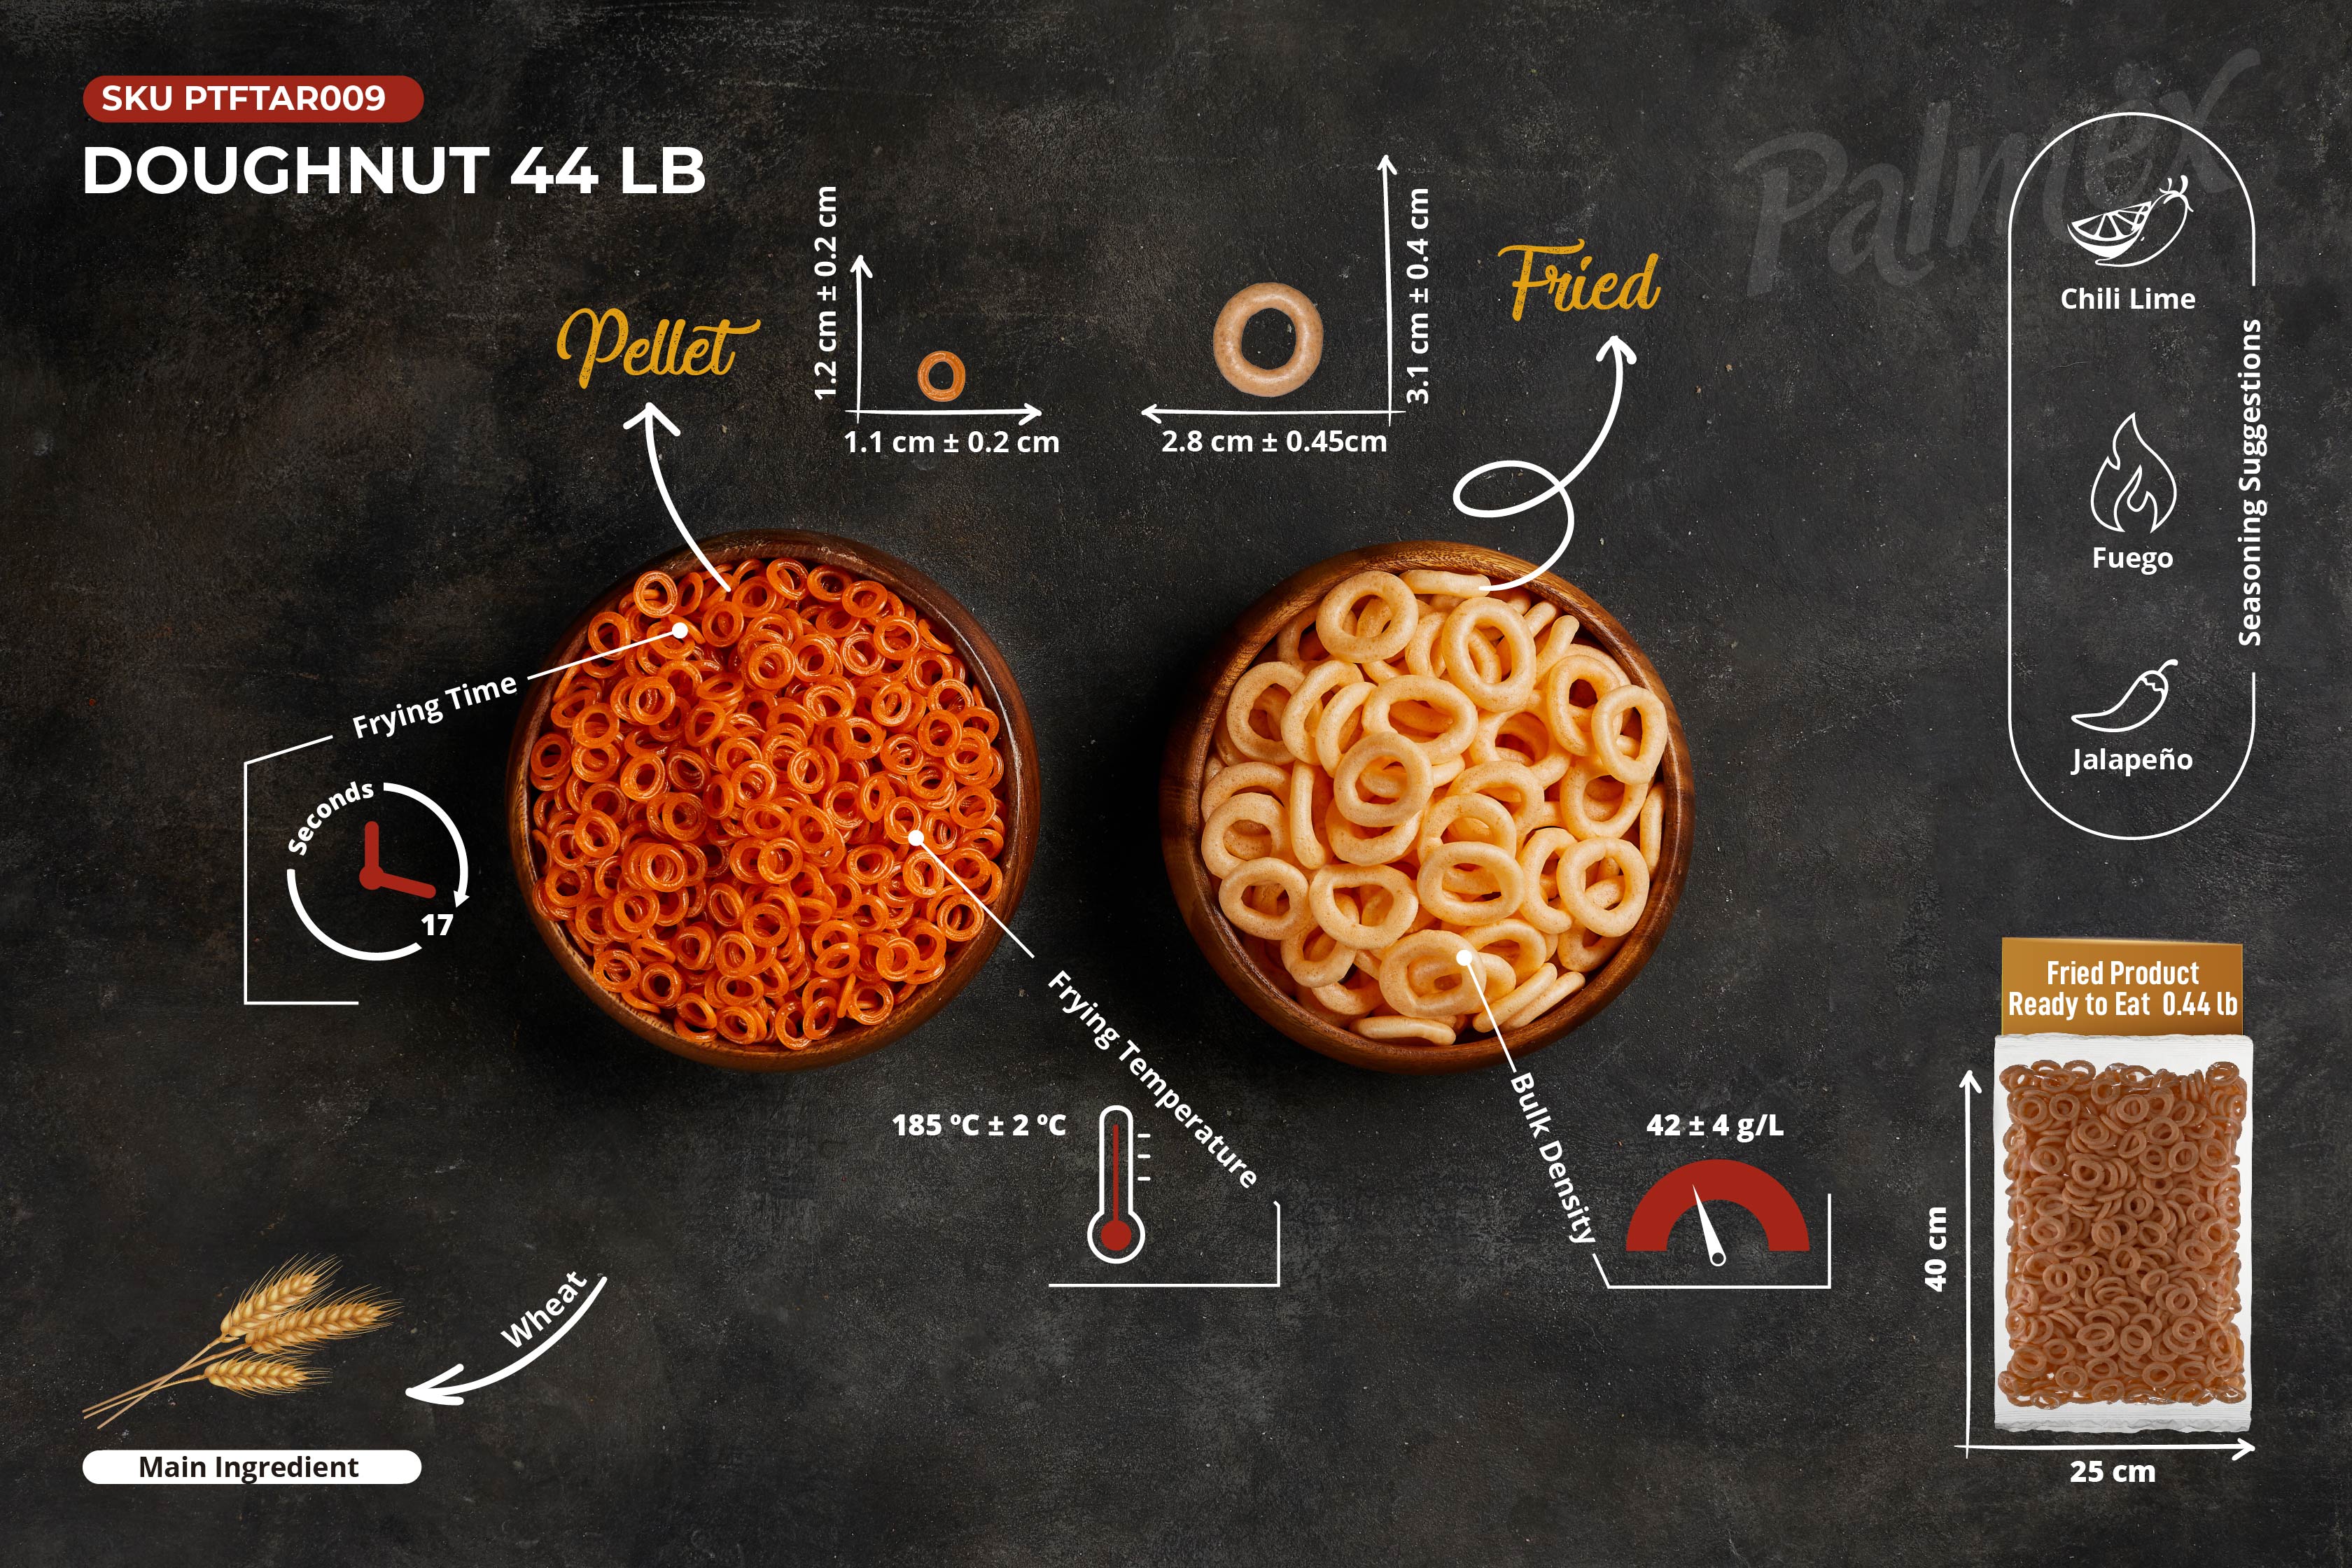 SKU PTFTAR009
DOUGHNUT 44 LB
Palmex
Pellet
1.2 cm ± 0.2 cm
1.1 cm ± 0.2 cm
3.1 cm ± 0.4 cm
2.8 cm ± 0.45cm
Fried
Chili Lime
Fuego
Jalapeño
Seasoning Suggestions
Frying Time
Seconds
17
Frying Temperature
185 ºC ± 2 ºC
Bulk Density
42 ± 4 g/L
Fried Product
Ready to Eat 0.44 lb
40 cm
25 cm
Wheat
Main Ingredient